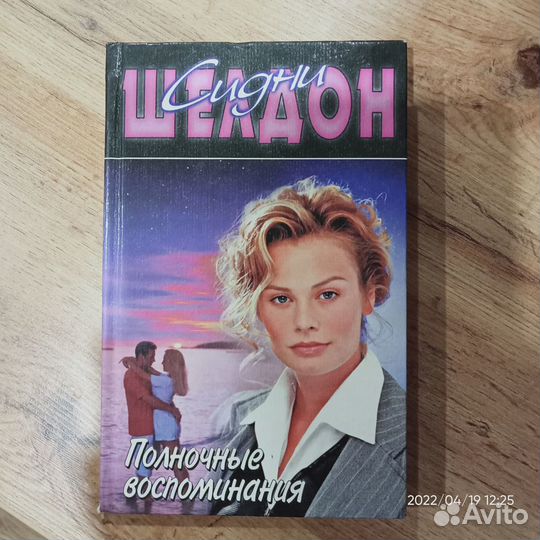 Сидни
ШЕЛДОН
Полночные
воспоминания
2022/04/19 12:25
Avito